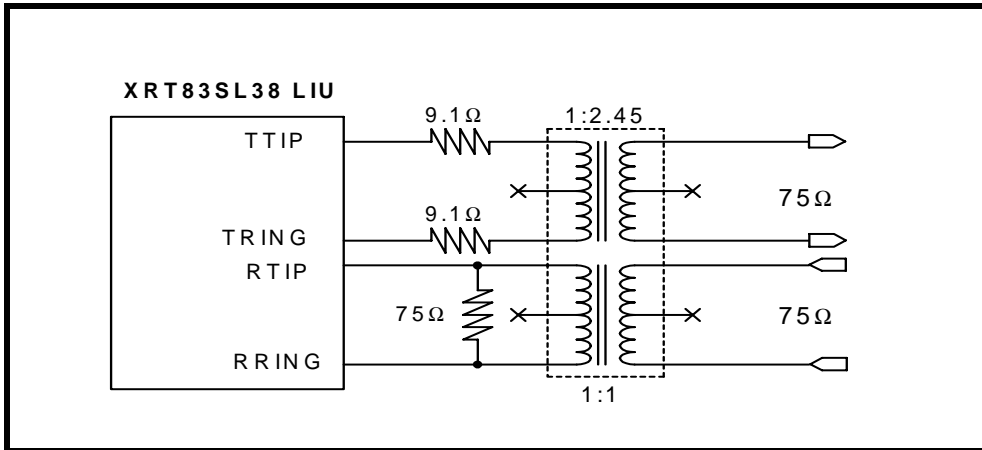 XRT83SL38 LIU
9.1Ω
1:2.45
TTIP
75Ω
9.1Ω
TRING
RTIP
75Ω
75Ω
RRING
1:1